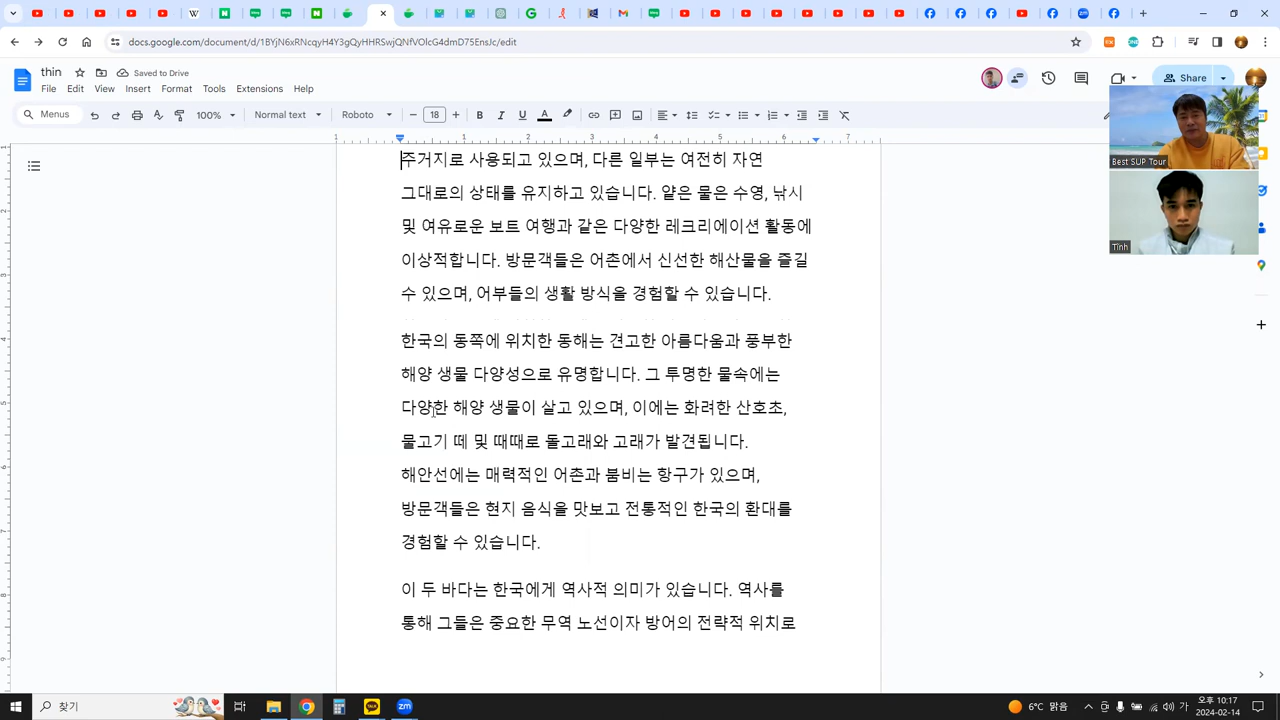 docs.google.com/document/d/1BYjN6xRNcqyH4Y3gQyHHRSwjQNfVOlcG4dmD75EnsJc/edit
thin
Saved to Drive
File Edit View Insert Format Tools Extensions Help
Share
Menus 100% Normal text Roboto 18
Best SUP Tour
Tình
주거지로 사용되고 있으며, 다른 일부는 여전히 자연
그대로의 상태를 유지하고 있습니다. 얕은 물은 수영, 낚시
및 여유로운 보트 여행과 같은 다양한 레크리에이션 활동에
이상적합니다. 방문객들은 어촌에서 신선한 해산물을 즐길
수 있으며, 어부들의 생활 방식을 경험할 수 있습니다.
한국의 동쪽에 위치한 동해는 견고한 아름다움과 풍부한
해양 생물 다양성으로 유명합니다. 그 투명한 물속에는
다양한 해양 생물이 살고 있으며, 이에는 화려한 산호초,
물고기 떼 및 때때로 돌고래와 고래가 발견됩니다.
해안선에는 매력적인 어촌과 붐비는 항구가 있으며,
방문객들은 현지 음식을 맛보고 전통적인 한국의 환대를
경험할 수 있습니다.
이 두 바다는 한국에게 역사적 의미가 있습니다. 역사를
통해 그들은 중요한 무역 노선이자 방어의 전략적 위치로
찾기
6°C 맑음
가
오후 10:17
2024-02-14